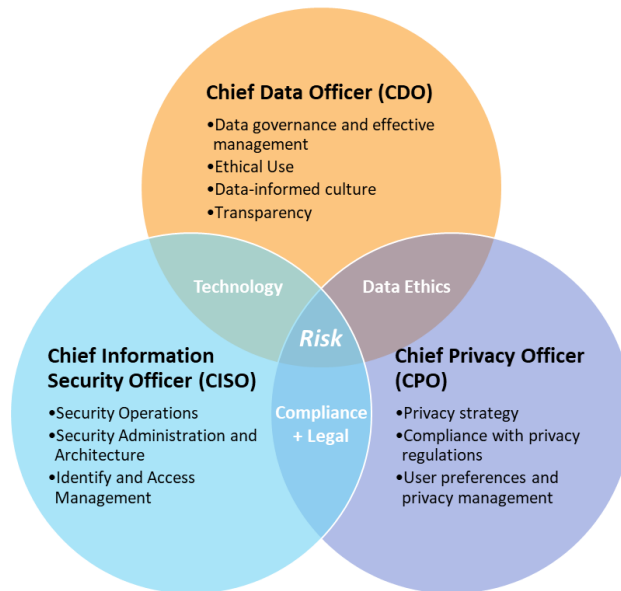 Chief Data Officer (CDO)
•Data governance and effective
management
•Ethical Use
•Data-informed culture
•Transparency
Technology
Data Ethics
Risk
Chief Information
Security Officer (CISO)
•Security Operations
•Security Administration and
Architecture
•Identify and Access
Management
Compliance
+ Legal
Chief Privacy Officer
(CPO)
•Privacy strategy
•Compliance with privacy
regulations
•User preferences and
privacy management